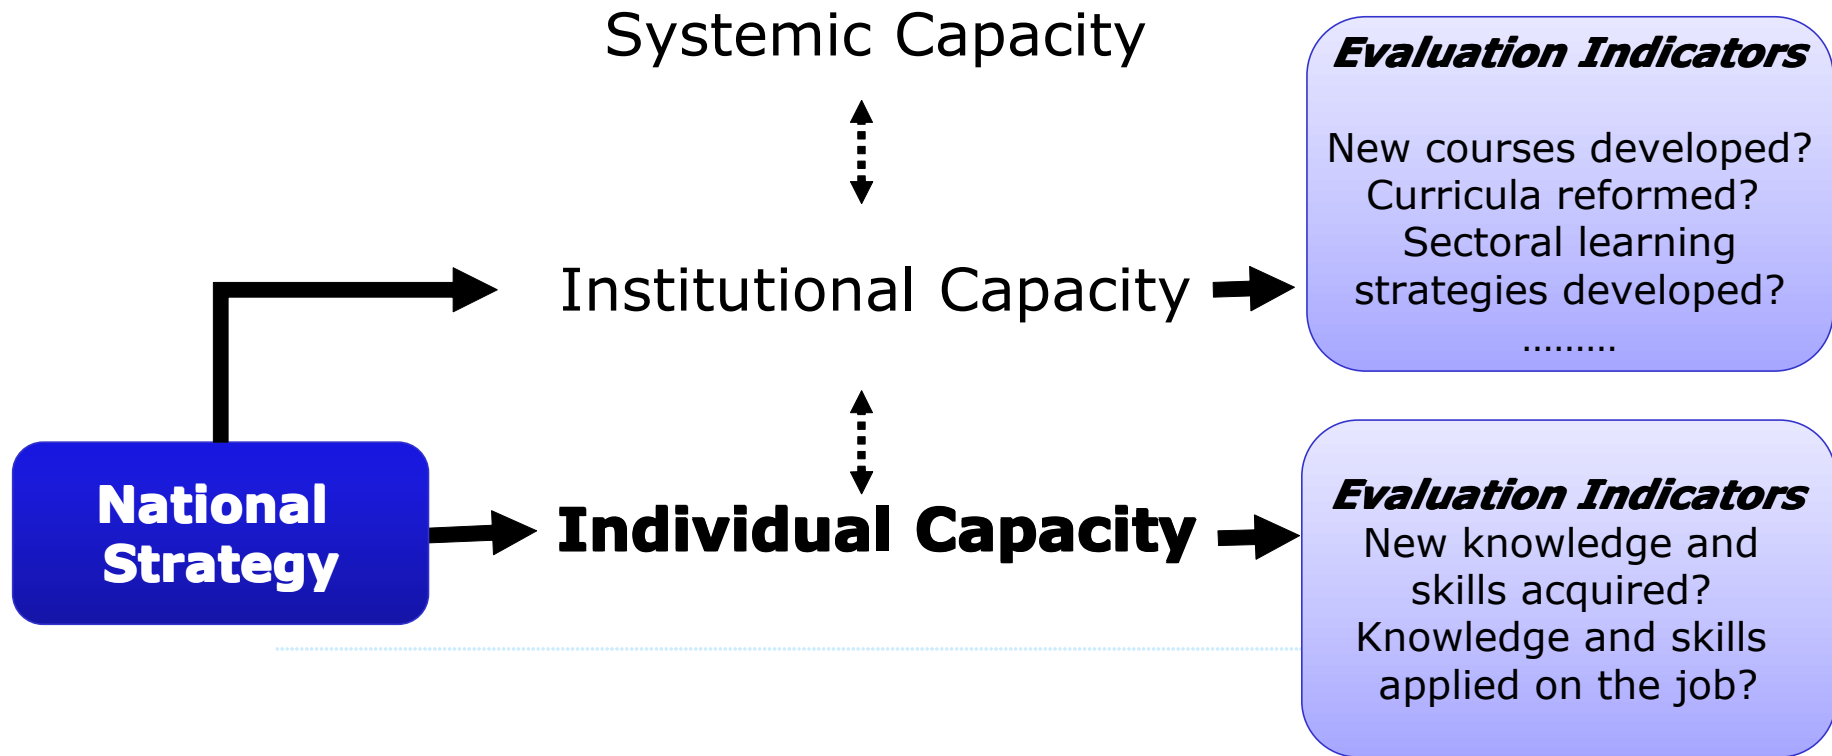 Systemic Capacity
Evaluation Indicators
New courses developed?
Curricula reformed?
Sectoral learning
strategies developed?
.........
Institutional Capacity
National
Strategy
Individual Capacity
Evaluation Indicators
New knowledge and
skills acquired?
Knowledge and skills
applied on the job?